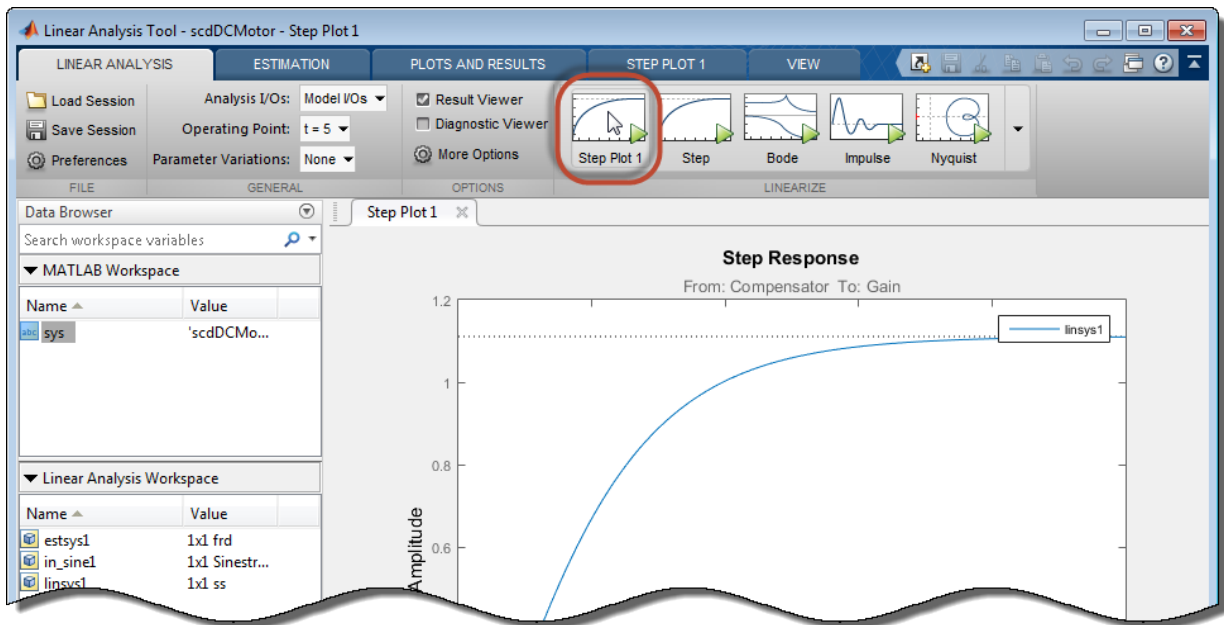 Linear Analysis Tool - scdDCMotor - Step Plot 1
LINEAR ANALYSIS ESTIMATION PLOTS AND RESULTS STEP PLOT 1 VIEW
Load Session
Save Session
Preferences
FILE
Analysis I/Os: Model I/Os
Operating Point: t = 5
Parameter Variations: None
GENERAL
Result Viewer
Diagnostic Viewer
More Options
OPTIONS
Step Plot 1 Step Bode Impulse Nyquist
LINEARIZE
Data Browser
Search workspace variables
MATLAB Workspace
Name Value
abc sys 'scdDCMo...
Linear Analysis Workspace
Name Value
estsys1 1x1 frd
in_sine1 1x1 Sinestr...
linsys1 1x1 ss
Step Plot 1
Step Response
From: Compensator To: Gain
1.2
1
0.8
0.6
Amplitude
linsys1